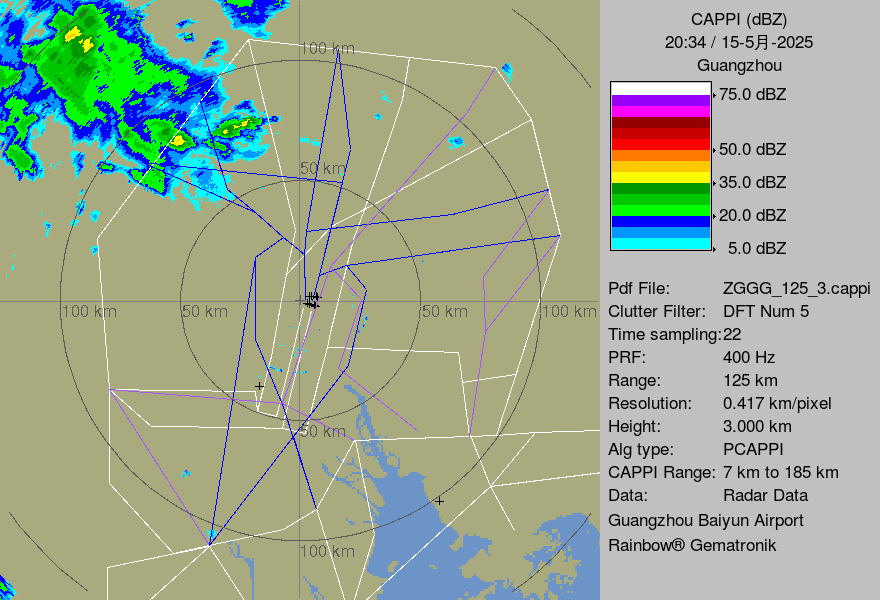 100 km
50 km
100 km
50 km
50 km
100 km
50 km
100 km
CAPPI (dBZ)
20:34 / 15-5月-2025
Guangzhou
75.0 dBZ
50.0 dBZ
35.0 dBZ
20.0 dBZ
5.0 dBZ
Pdf File: ZGGG_125_3.cappi
Clutter Filter: DFT Num 5
Time sampling:22
PRF: 400 Hz
Range: 125 km
Resolution: 0.417 km/pixel
Height: 3.000 km
Alg type: PCAPPI
CAPPI Range: 7 km to 185 km
Data: Radar Data
Guangzhou Baiyun Airport
Rainbow® Gematronik